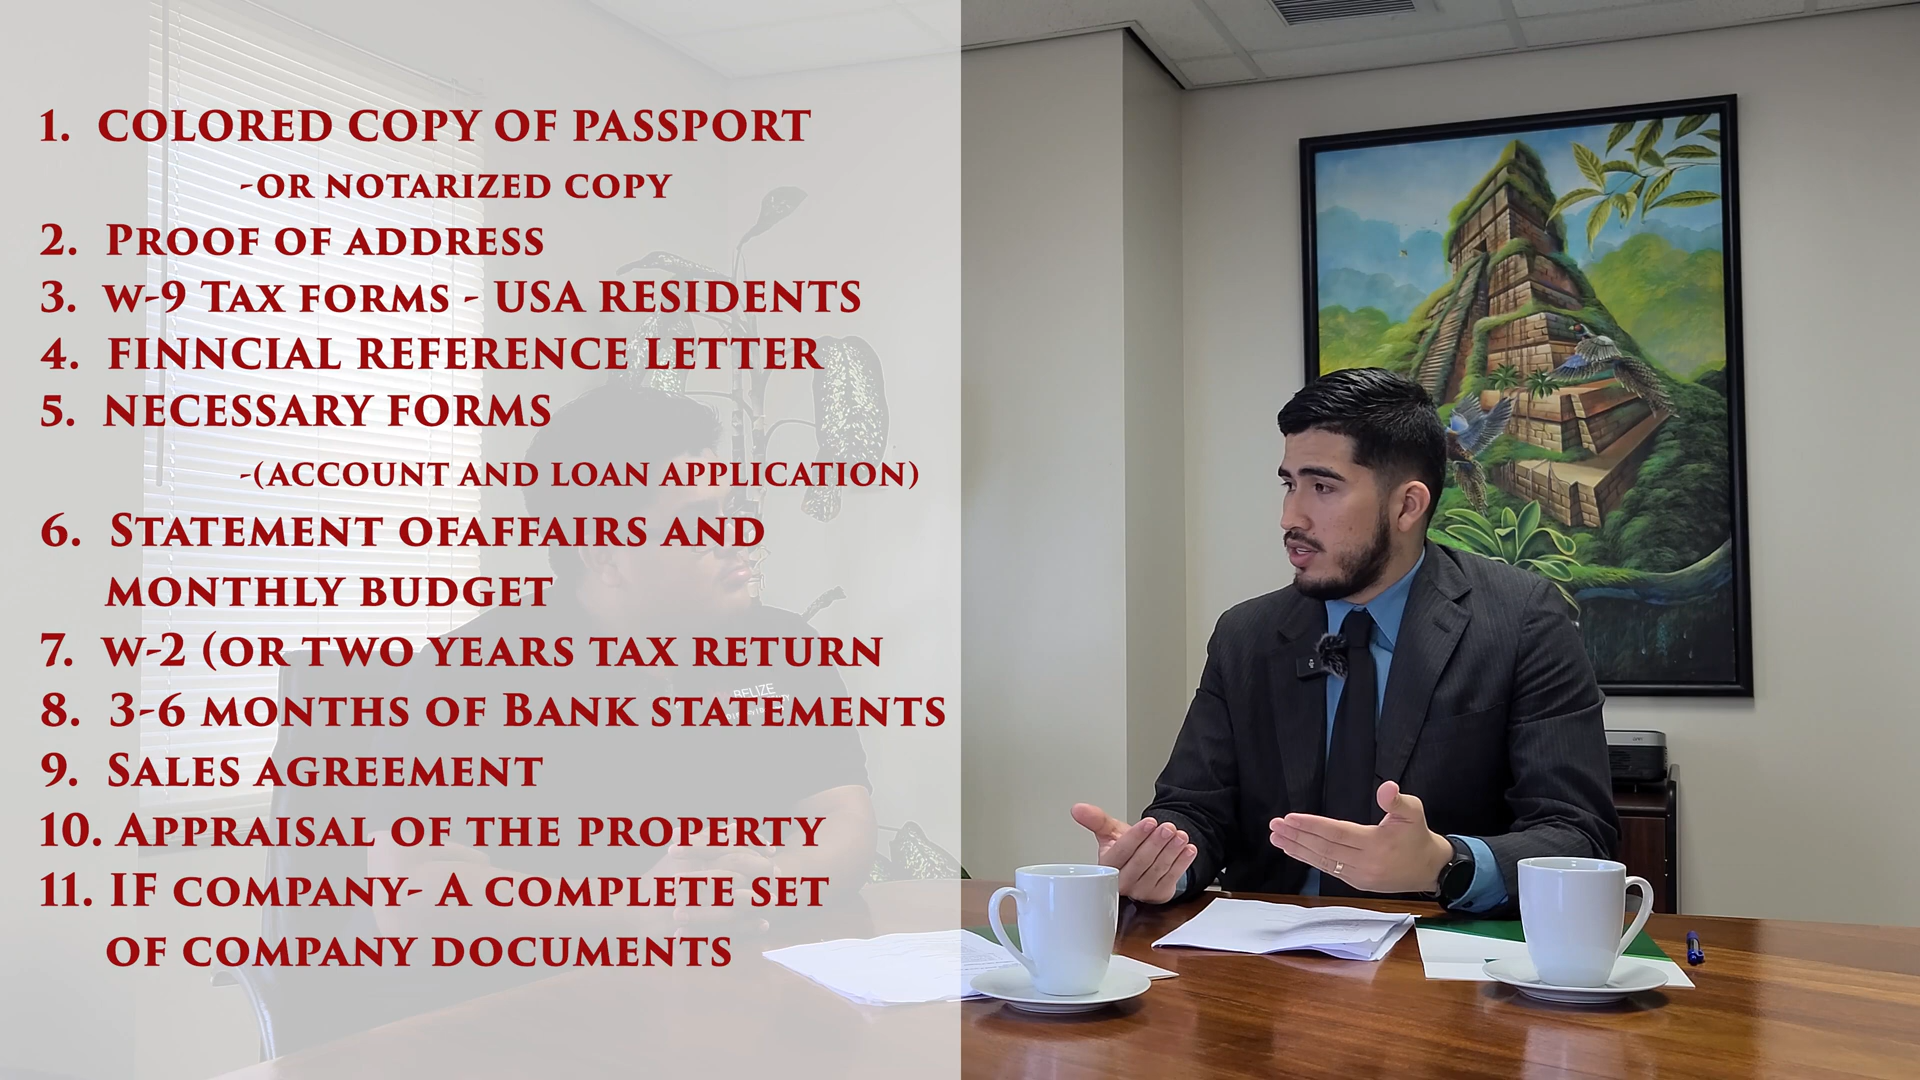 1. COLORED COPY OF PASSPORT
-OR NOTARIZED COPY
2. PROOF OF ADDRESS
3. W-9 TAX FORMS - USA RESIDENTS
4. FINNCIAL REFERENCE LETTER
5. NECESSARY FORMS
-(ACCOUNT AND LOAN APPLICATION)
6. STATEMENT OFAFFAIRS AND
MONTHLY BUDGET
7. W-2 (OR TWO YEARS TAX RETURN
8. 3-6 MONTHS OF BANK STATEMENTS
BELIZE
9. SALES AGREEMENT
10. APPRAISAL OF THE PROPERTY
11. IF COMPANY- A COMPLETE SET
OF COMPANY DOCUMENTS